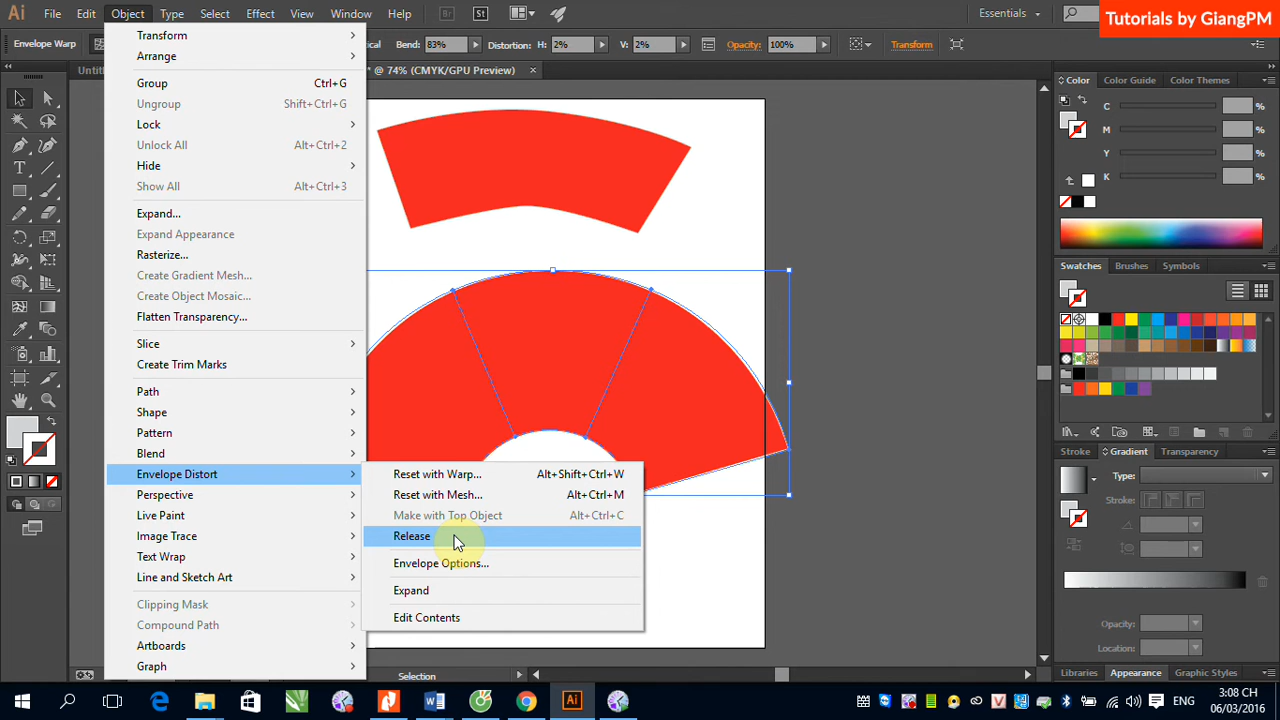 Ai File Edit Object Type Select Effect View Window Help Br St Essentials
Tutorials by GiangPM
Envelope Warp Bend: 83% Distortion: H: 2% V: 2% Opacity: 100% Transform
* @ 74% (CMYK/GPU Preview)
Transform
Arrange
Group Ctrl+G
Ungroup Shift+Ctrl+G
Lock
Unlock All Alt+Ctrl+2
Hide
Show All Alt+Ctrl+3
Expand...
Expand Appearance
Rasterize...
Create Gradient Mesh...
Create Object Mosaic...
Flatten Transparency...
Slice
Create Trim Marks
Path
Shape
Pattern
Blend
Envelope Distort
Perspective
Live Paint
Image Trace
Text Wrap
Line and Sketch Art
Clipping Mask
Compound Path
Artboards
Graph
Reset with Warp... Alt+Shift+Ctrl+W
Reset with Mesh... Alt+Ctrl+M
Make with Top Object Alt+Ctrl+C
Release
Envelope Options...
Expand
Edit Contents
Selection
Color Color Guide Color Themes
C %
M %
Y %
K %
Swatches Brushes Symbols
Stroke Gradient Transparency
Type:
Stroke:
Opacity: %
Location: %
Libraries Appearance Graphic Styles
ENG
3:08 CH
06/03/2016